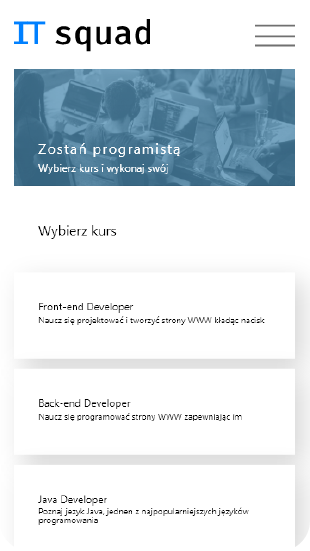 IT squad
Zostań programistą
Wybierz kurs i wykonaj swój
Wybierz kurs
Front-end Developer
Naucz się projektować i tworzyć strony WWW kładąc nacisk
Back-end Developer
Naucz się programować strony WWW zapewniając im
Java Developer
Poznaj język Java, jednen z najpopularniejszych języków
programowania